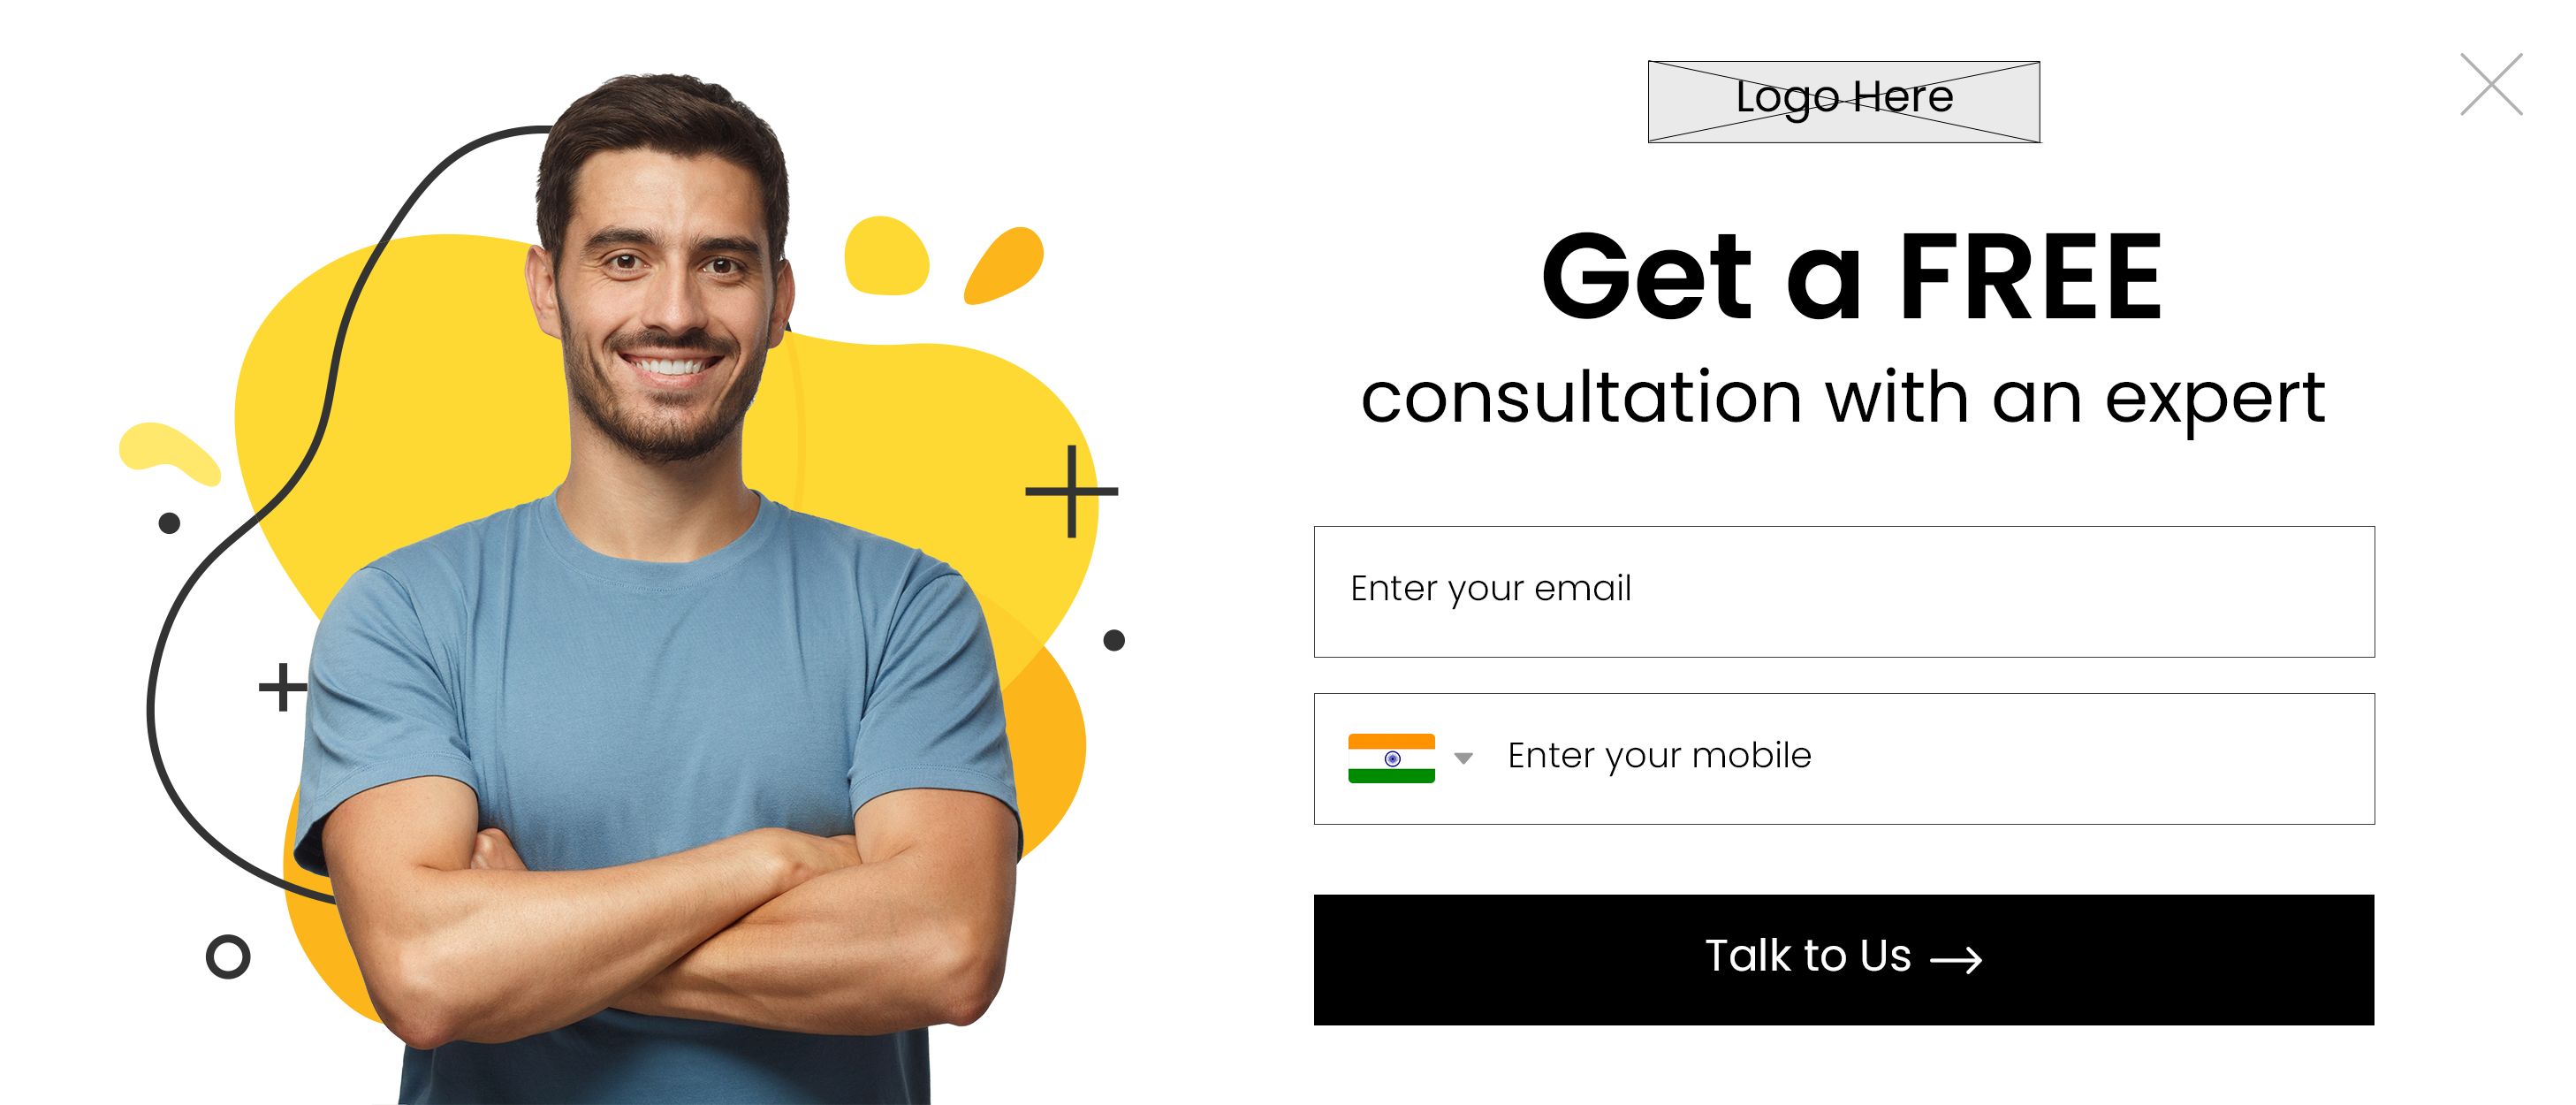 Logo Here
Get a FREE
consultation with an expert
Enter your email
Enter your mobile
Talk to Us →